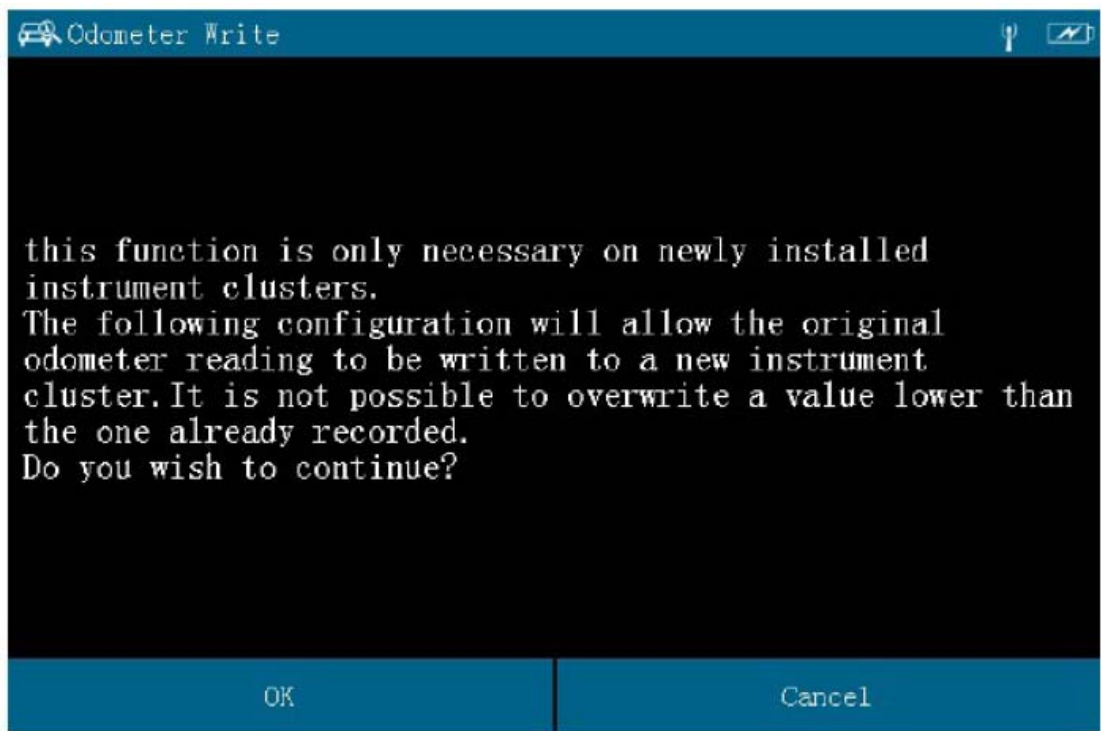 Odometer Write
this function is only necessary on newly installed
instrument clusters.
The following configuration will allow the original
odometer reading to be written to a new instrument
cluster.It is not possible to overwrite a value lower than
the one already recorded.
Do you wish to continue?
OK
Cancel